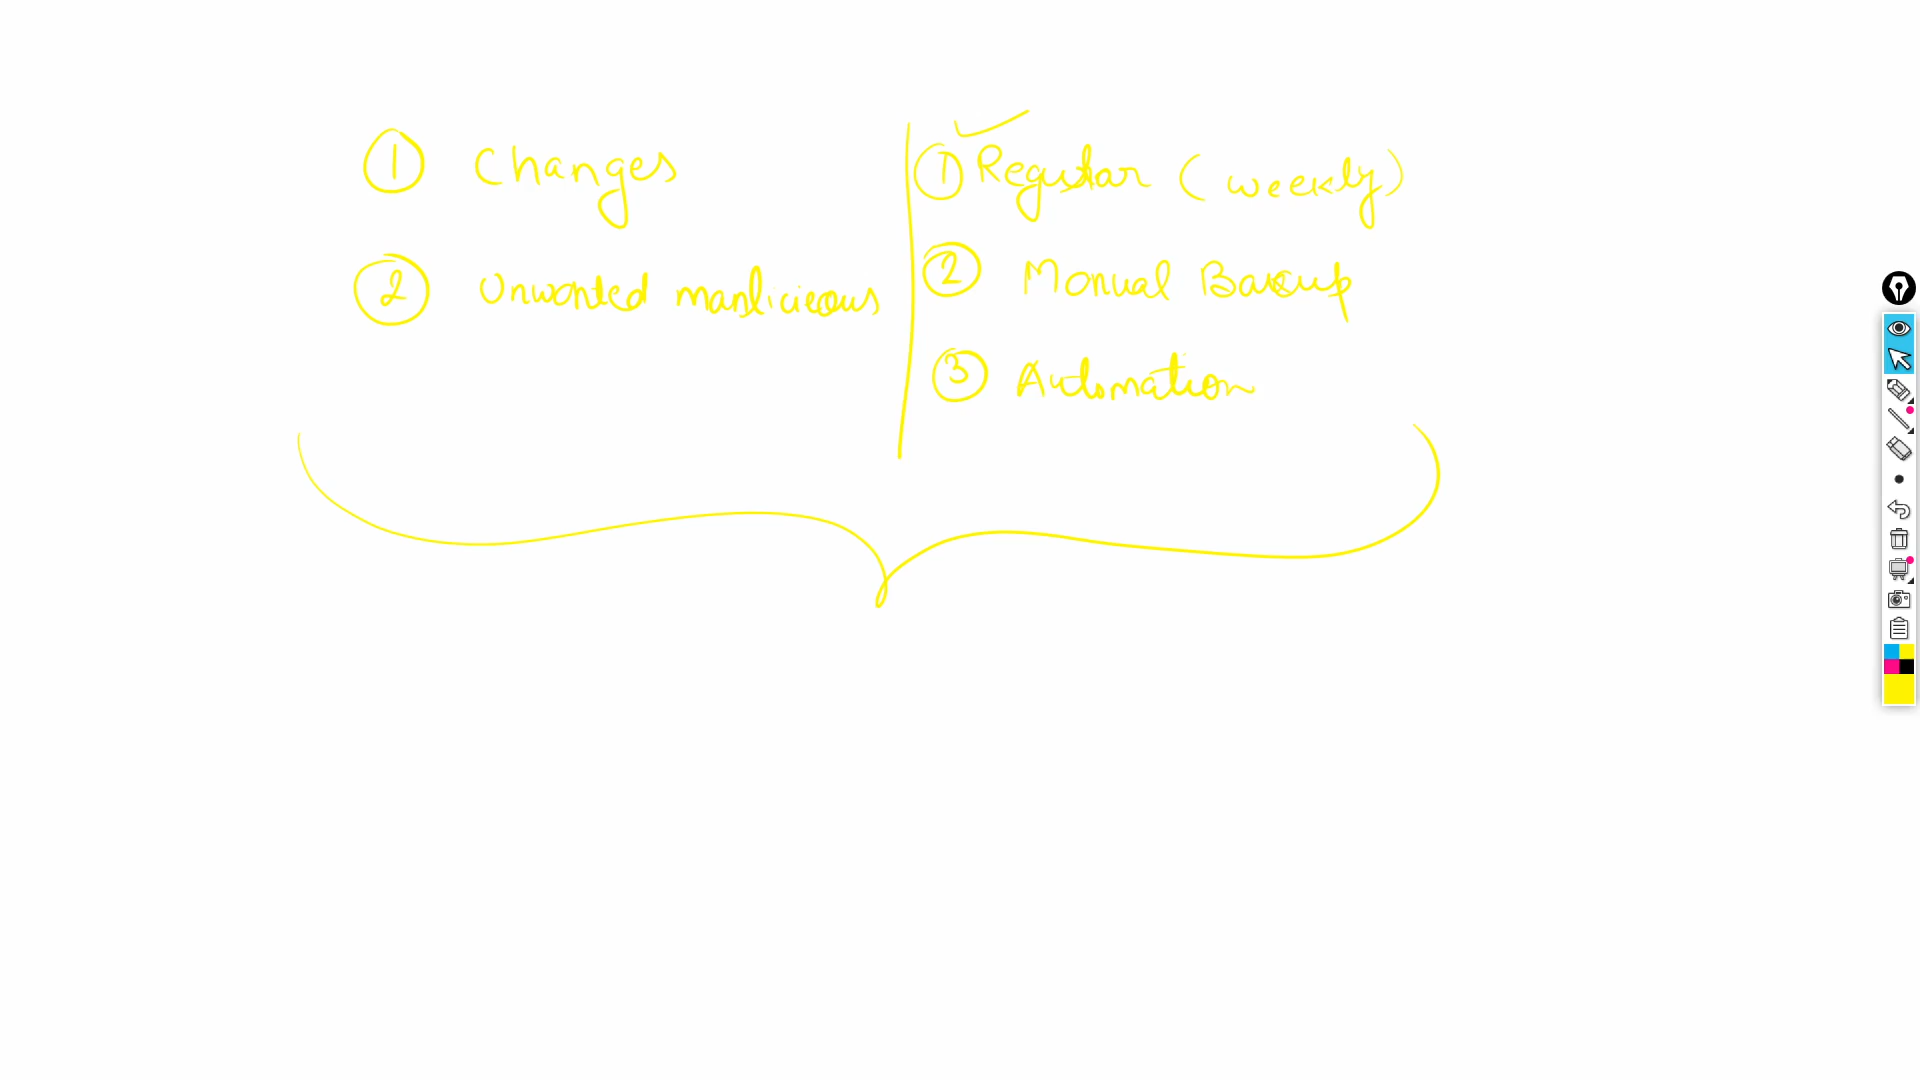 ① Changes
② Unwanted manlicieous
① Regular (weekly)
② Manual Backup
③ Automation